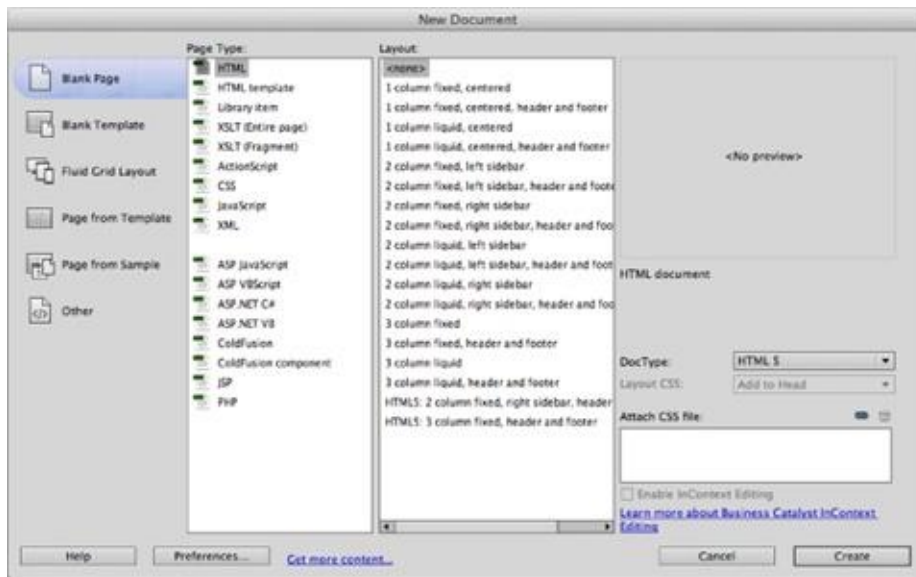 New Document
Blank Page
Blank Template
Fluid Grid Layout
Page from Template
Page from Sample
Other
Page Type:
HTML
HTML template
Library item
XSLT (Entire page)
XSLT (Fragment)
ActionScript
CSS
JavaScript
XML
ASP JavaScript
ASP VBScript
ASP.NET C#
ASP.NET VB
ColdFusion
ColdFusion component
JSP
PHP
Layout:
<none>
1 column fixed, centered
1 column fixed, centered, header and footer
1 column liquid, centered
1 column liquid, centered, header and footer
2 column fixed, left sidebar
2 column fixed, left sidebar, header and foote
2 column fixed, right sidebar
2 column fixed, right sidebar, header and foo
2 column liquid, left sidebar
2 column liquid, left sidebar, header and foot
2 column liquid, right sidebar
2 column liquid, right sidebar, header and foo
3 column fixed
3 column fixed, header and footer
3 column liquid
3 column liquid, header and footer
HTML5: 2 column fixed, right sidebar, header
HTML5: 3 column fixed, header and footer
<No preview>
HTML document
DocType: HTML 5
Layout CSS: Add to Head
Attach CSS file:
Enable InContext Editing
Learn more about Business Catalyst InContext
Editing
Help
Preferences...
Get more content...
Cancel
Create